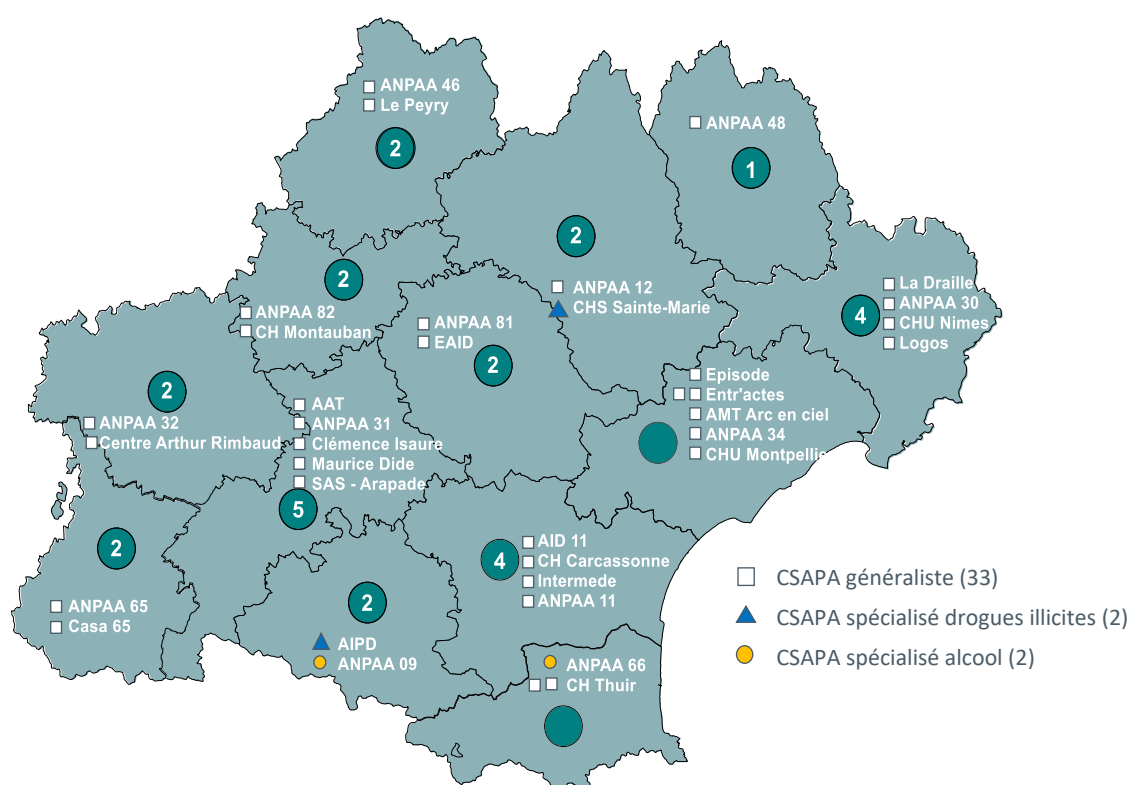 ANPAA 46
Le Peyry
2
ANPAA 48
1
2
ANPAA 12
CHS Sainte-Marie
2
ANPAA 82
CH Montauban
La Draille
ANPAA 30
4
CHU Nimes
Logos
ANPAA 81
EAID
2
2
ANPAA 32
Centre Arthur Rimbaud
AAT
ANPAA 31
Clémence Isaure
Maurice Dide
SAS - Arapade
5
Episode
Entr'actes
AMT Arc en ciel
ANPAA 34
CHU Montpellie
2
ANPAA 65
Casa 65
4
AID 11
CH Carcassonne
Intermede
ANPAA 11
2
AIPD
ANPAA 09
ANPAA 66
CH Thuir
CSAPA généraliste (33)
CSAPA spécialisé drogues illicites (2)
CSAPA spécialisé alcool (2)